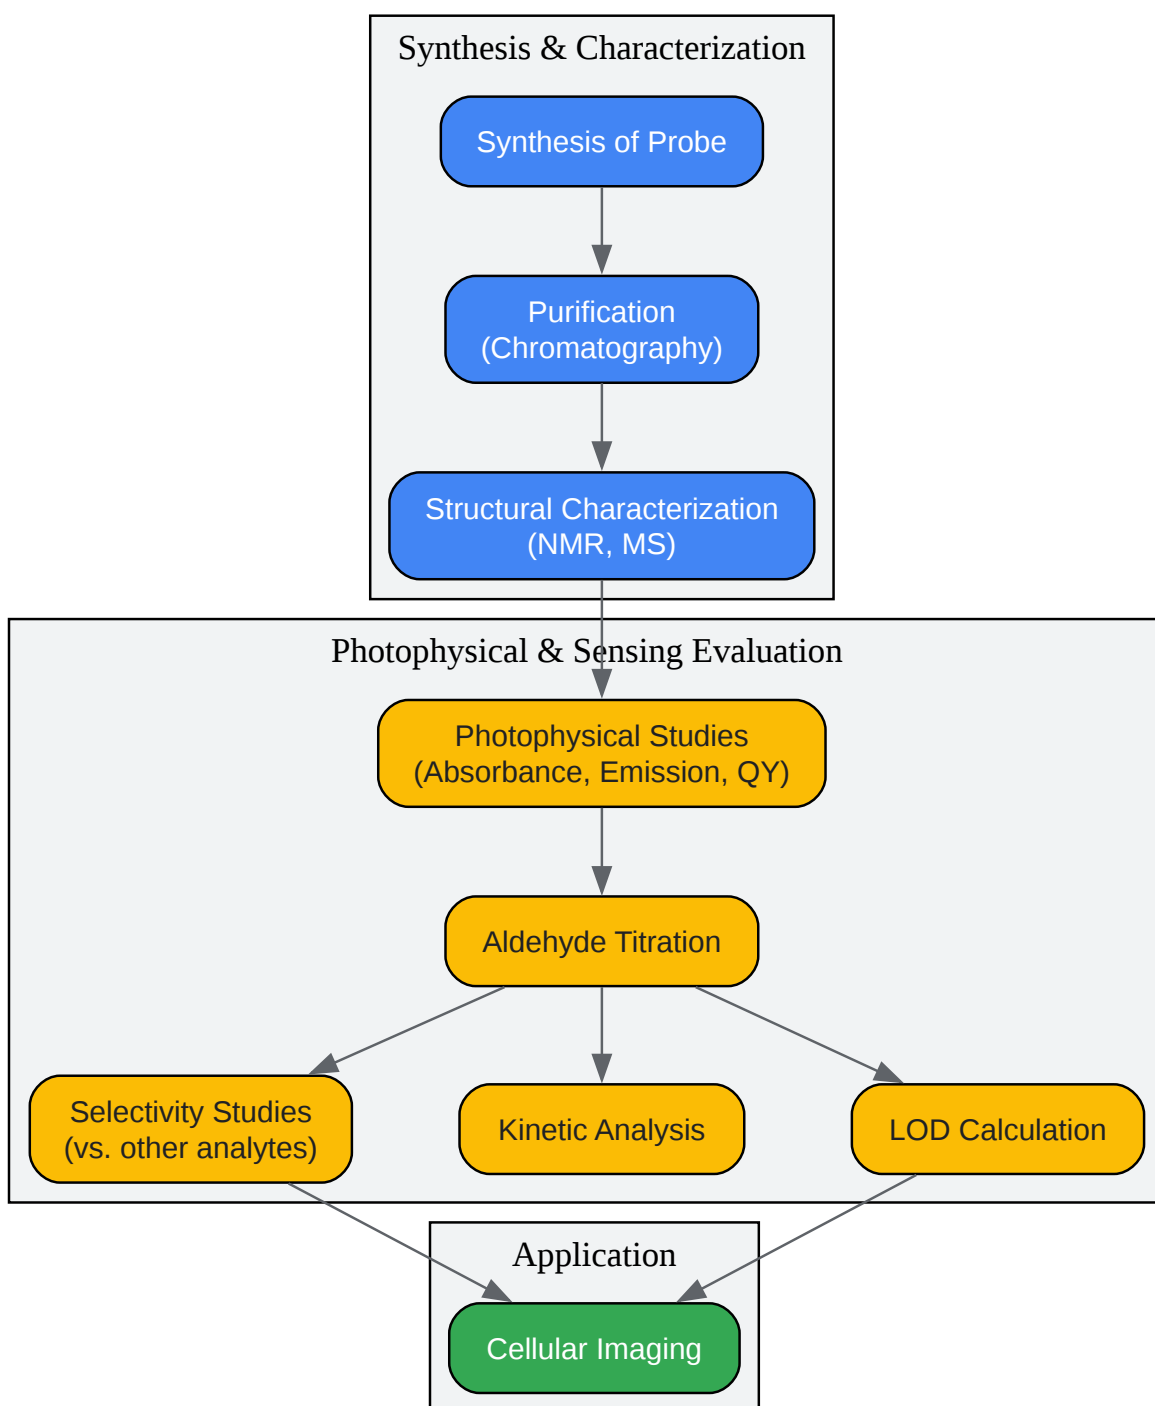 Synthesis & Characterization
Synthesis of Probe
Purification
(Chromatography)
Structural Characterization
(NMR, MS)
Photophysical & Sensing Evaluation
Photophysical Studies
(Absorbance, Emission, QY)
Aldehyde Titration
Selectivity Studies
(vs. other analytes)
Kinetic Analysis
LOD Calculation
Application
Cellular Imaging